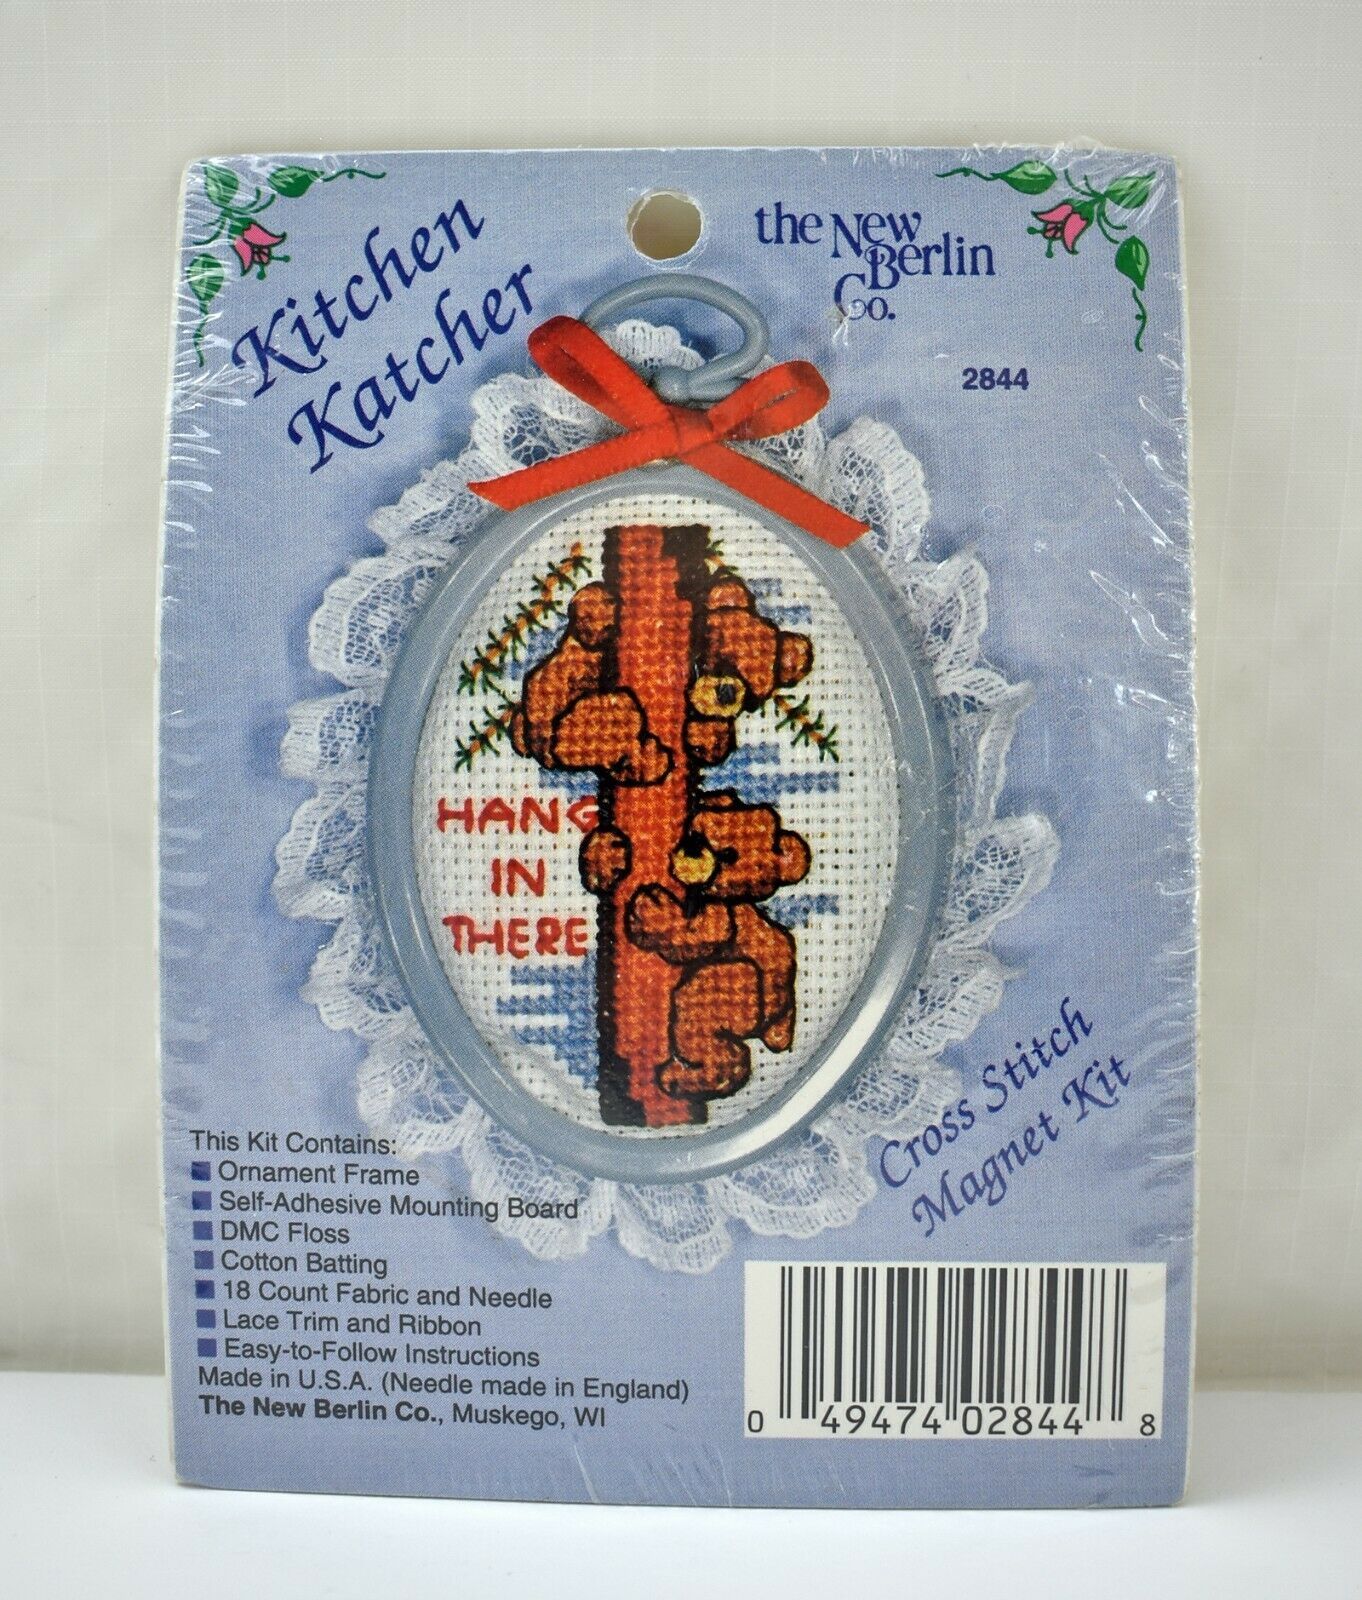 Kitchen
Katcher
the New
Berlin
Co.
2844
HANG
IN
THERE
Cross Stitch
Magnet Kit
This Kit Contains:
Ornament Frame
Self-Adhesive Mounting Board
DMC Floss
Cotton Batting
18 Count Fabric and Needle
Lace Trim and Ribbon
Easy-to-Follow Instructions
Made in U.S.A. (Needle made in England)
The New Berlin Co., Muskego, WI
0 49474 02844 8